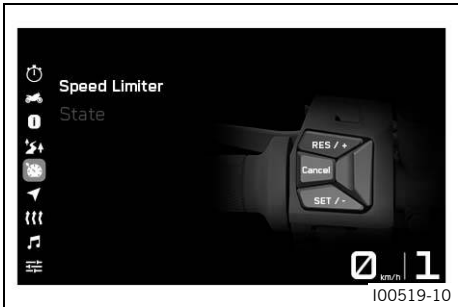 Speed Limiter
State
RES / +
Cancel
SET / -
0 km/h 1
I00519-10